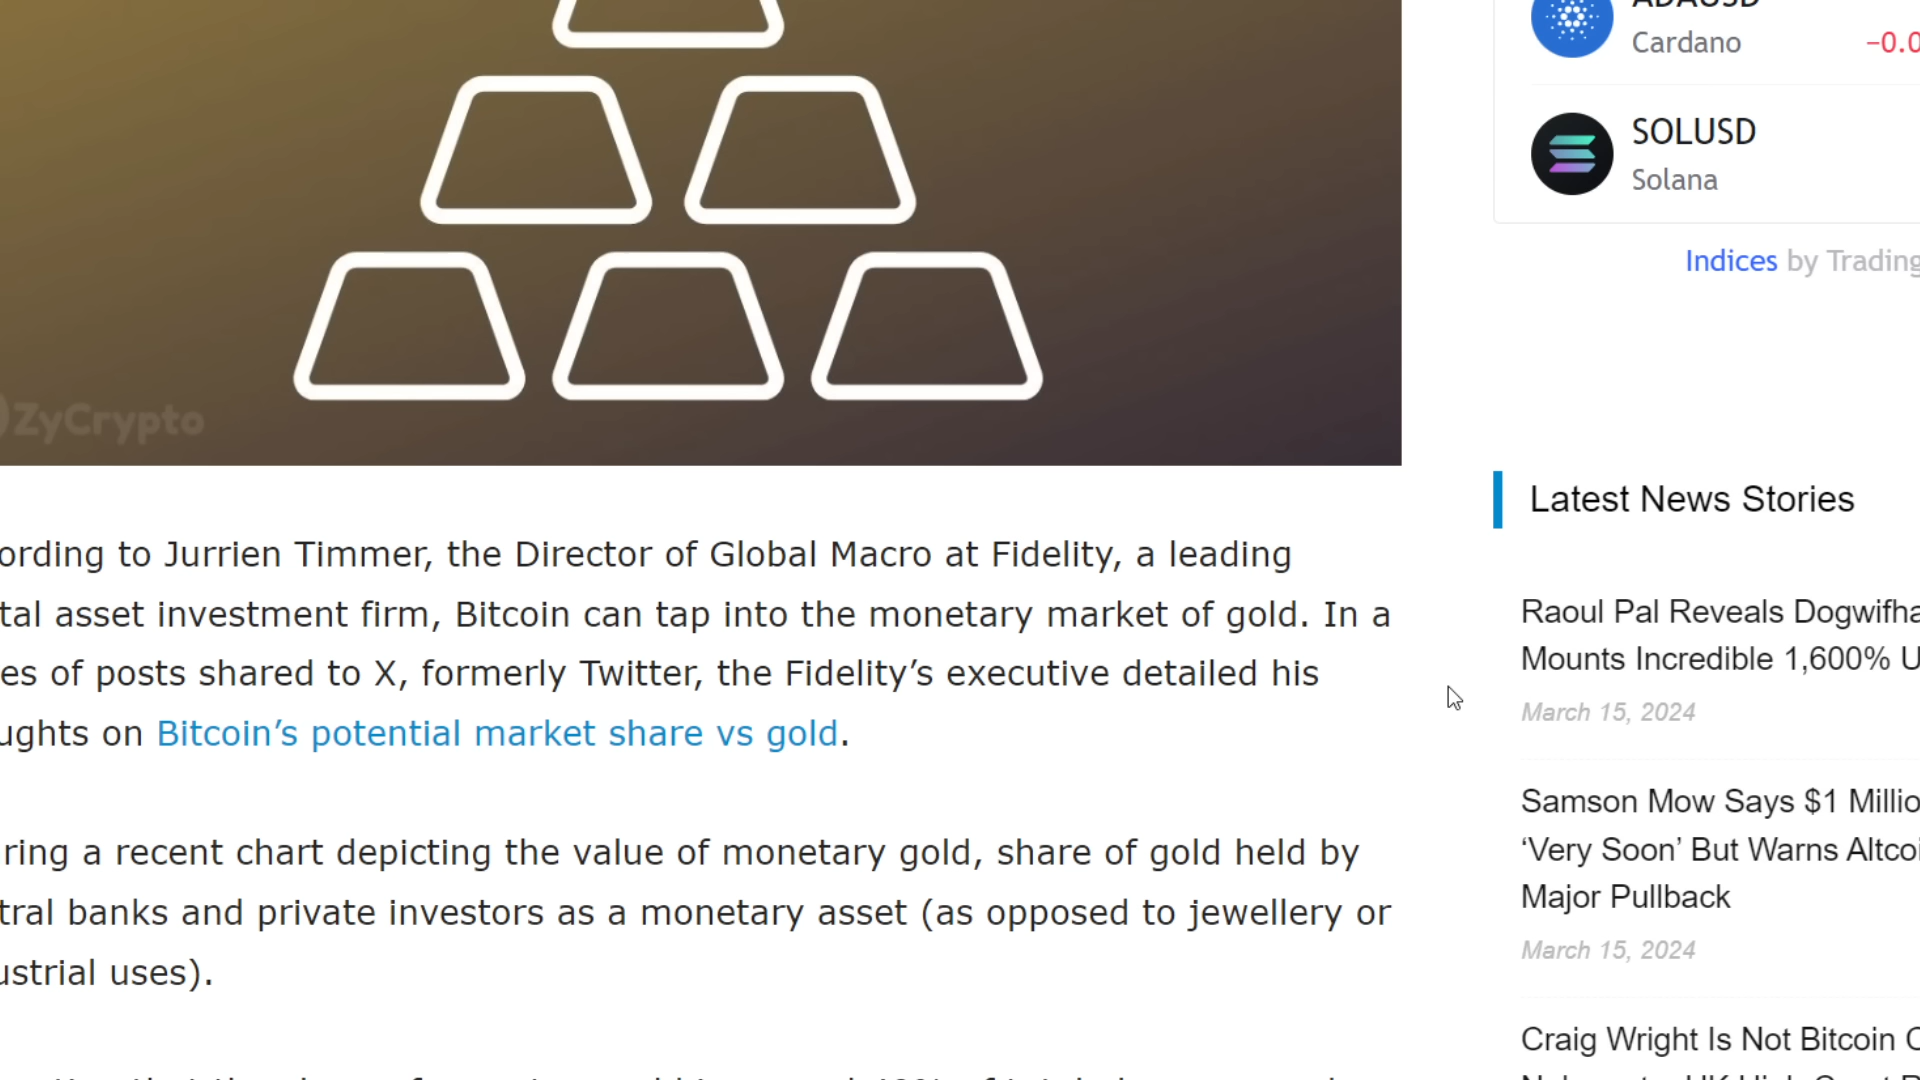 ADAUSD
Cardano
−0.0
SOLUSD
Solana
Indices by Trading
ZyCrypto
ording to Jurrien Timmer, the Director of Global Macro at Fidelity, a leading
tal asset investment firm, Bitcoin can tap into the monetary market of gold. In a
es of posts shared to X, formerly Twitter, the Fidelity’s executive detailed his
ughts on Bitcoin’s potential market share vs gold.
ring a recent chart depicting the value of monetary gold, share of gold held by
tral banks and private investors as a monetary asset (as opposed to jewellery or
ustrial uses).
Latest News Stories
Raoul Pal Reveals Dogwifha
Mounts Incredible 1,600% U
March 15, 2024
Samson Mow Says $1 Millio
‘Very Soon’ But Warns Altcoi
Major Pullback
March 15, 2024
Craig Wright Is Not Bitcoin C